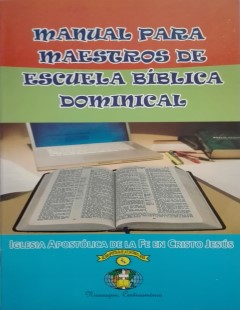 MANUAL PARA
MAESTROS DE
ESCUELA BÍBLICA
DOMINICAL
IGLESIA APOSTÓLICA DE LA FE EN CRISTO JESÚS